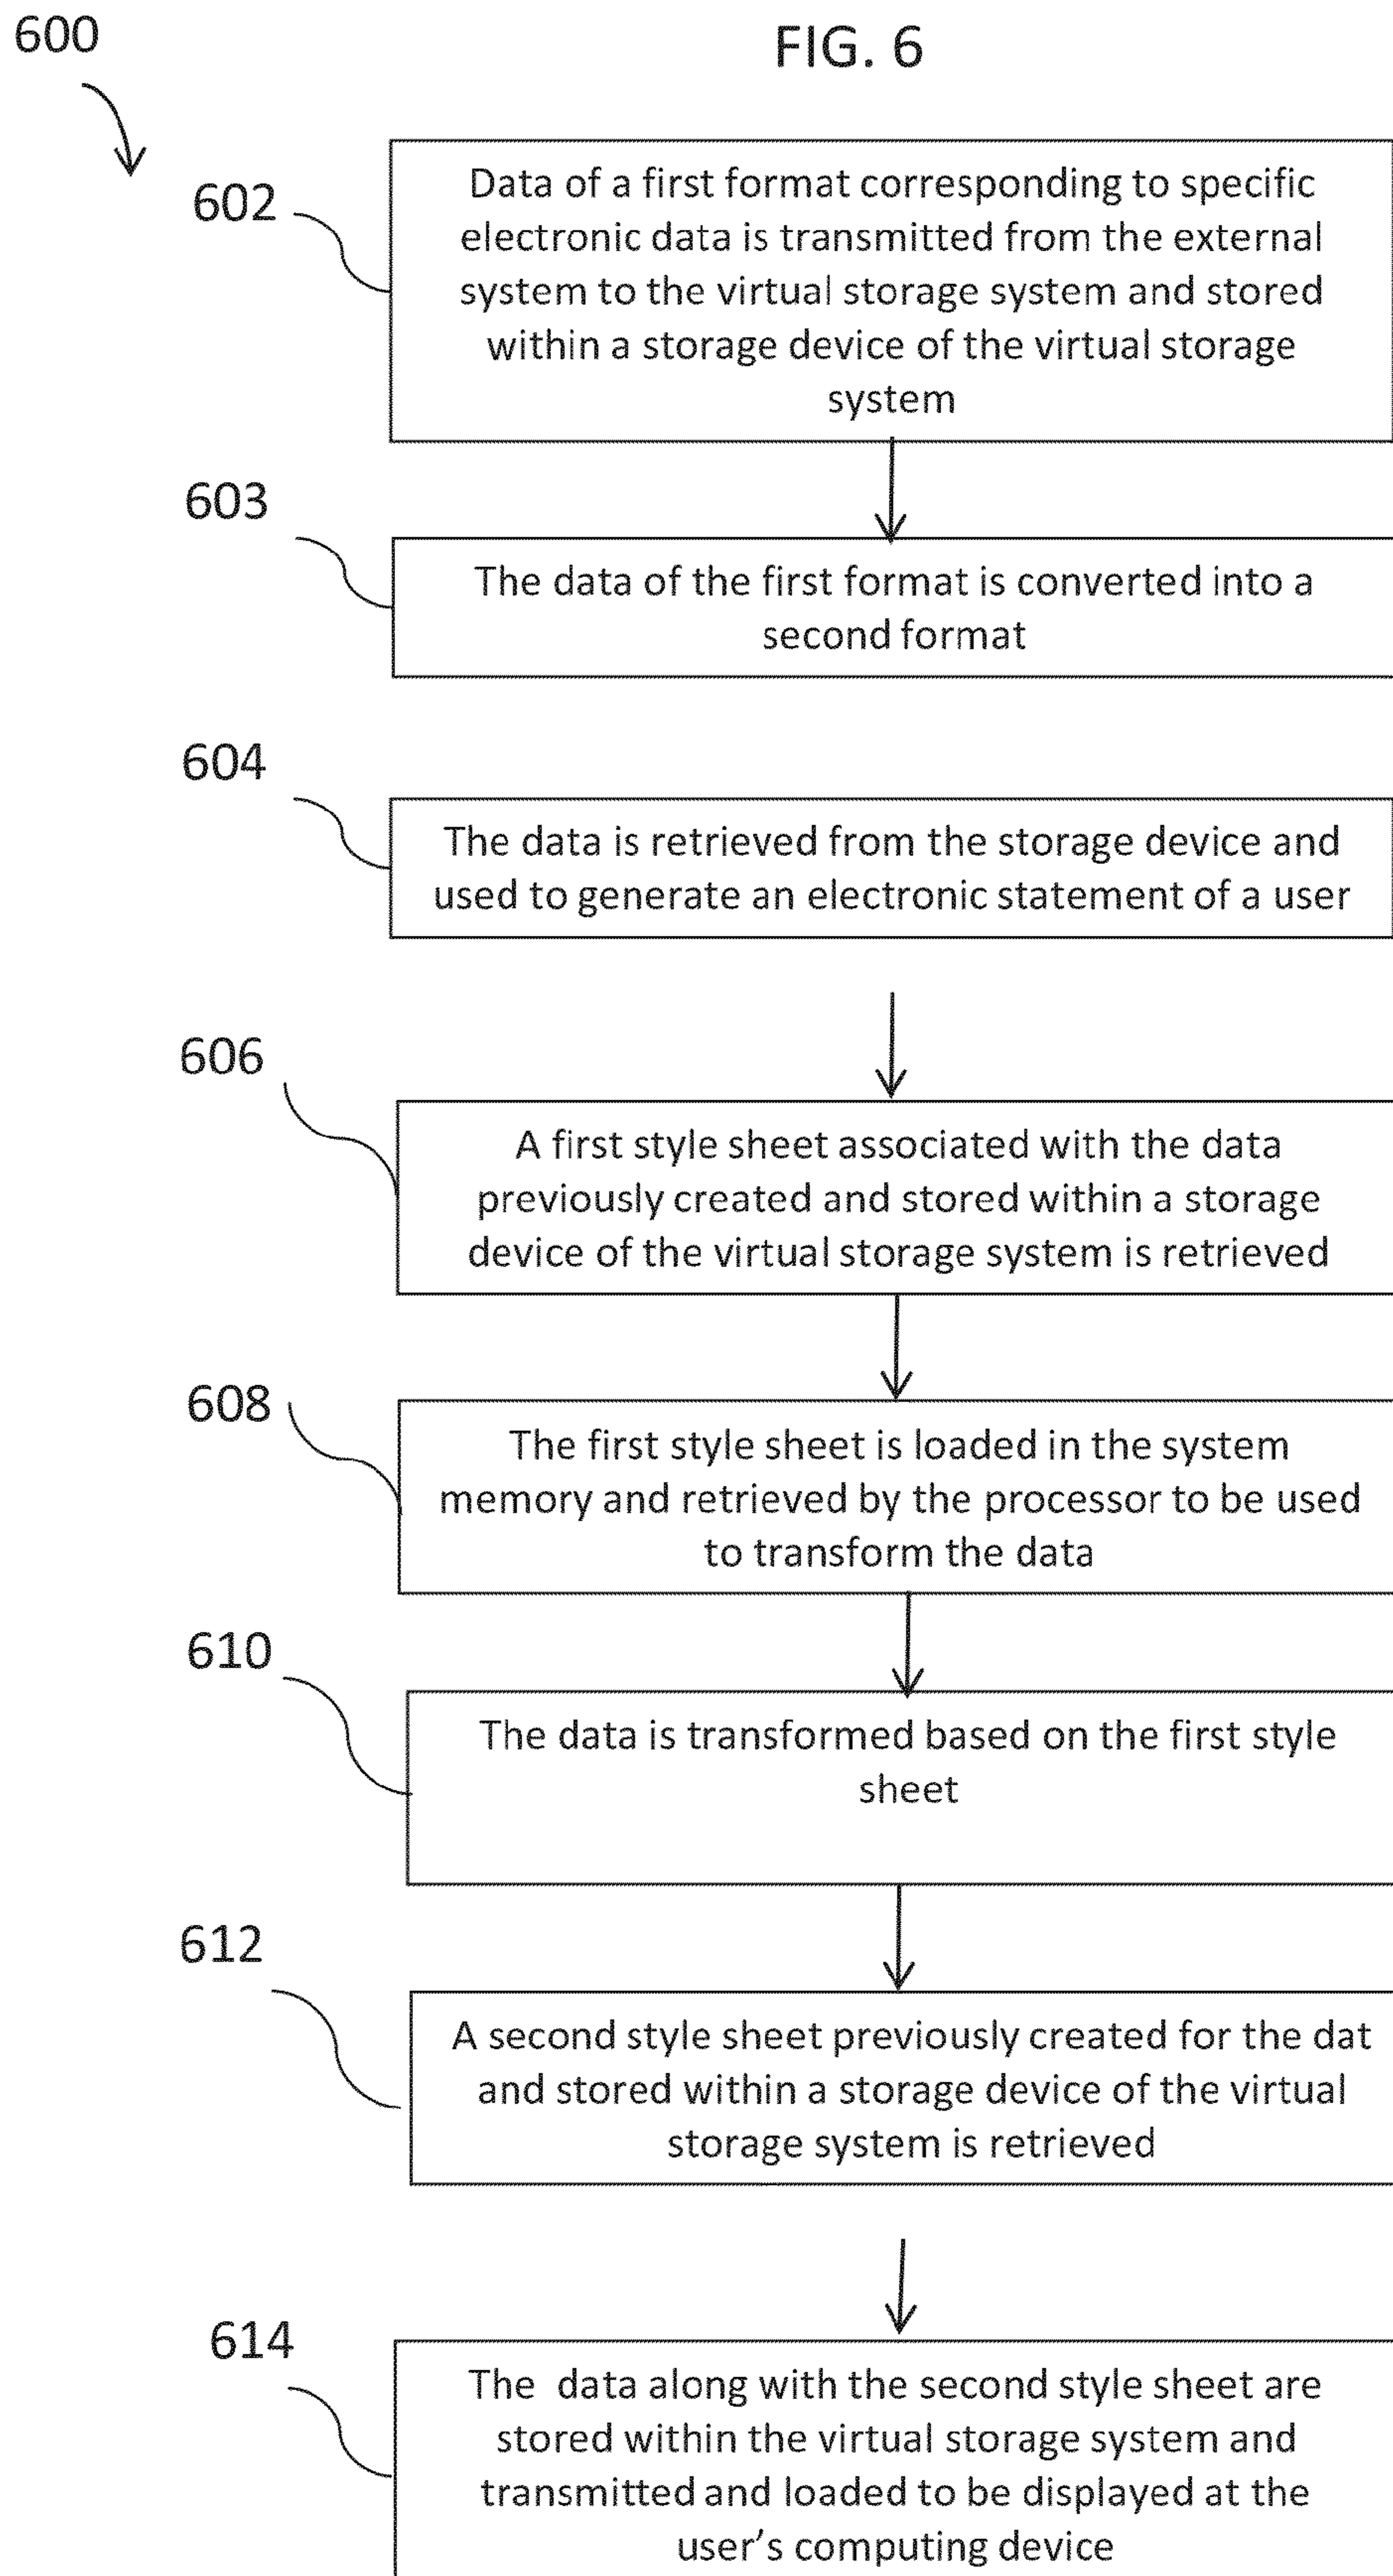 600
FIG. 6
602
Data of a first format corresponding to specific
electronic data is transmitted from the external
system to the virtual storage system and stored
within a storage device of the virtual storage
system
603
The data of the first format is converted into a
second format
604
The data is retrieved from the storage device and
used to generate an electronic statement of a user
606
A first style sheet associated with the data
previously created and stored within a storage
device of the virtual storage system is retrieved
608
The first style sheet is loaded in the system
memory and retrieved by the processor to be used
to transform the data
610
The data is transformed based on the first style
sheet
612
A second style sheet previously created for the dat
and stored within a storage device of the virtual
storage system is retrieved
614
The data along with the second style sheet are
stored within the virtual storage system and
transmitted and loaded to be displayed at the
user’s computing device